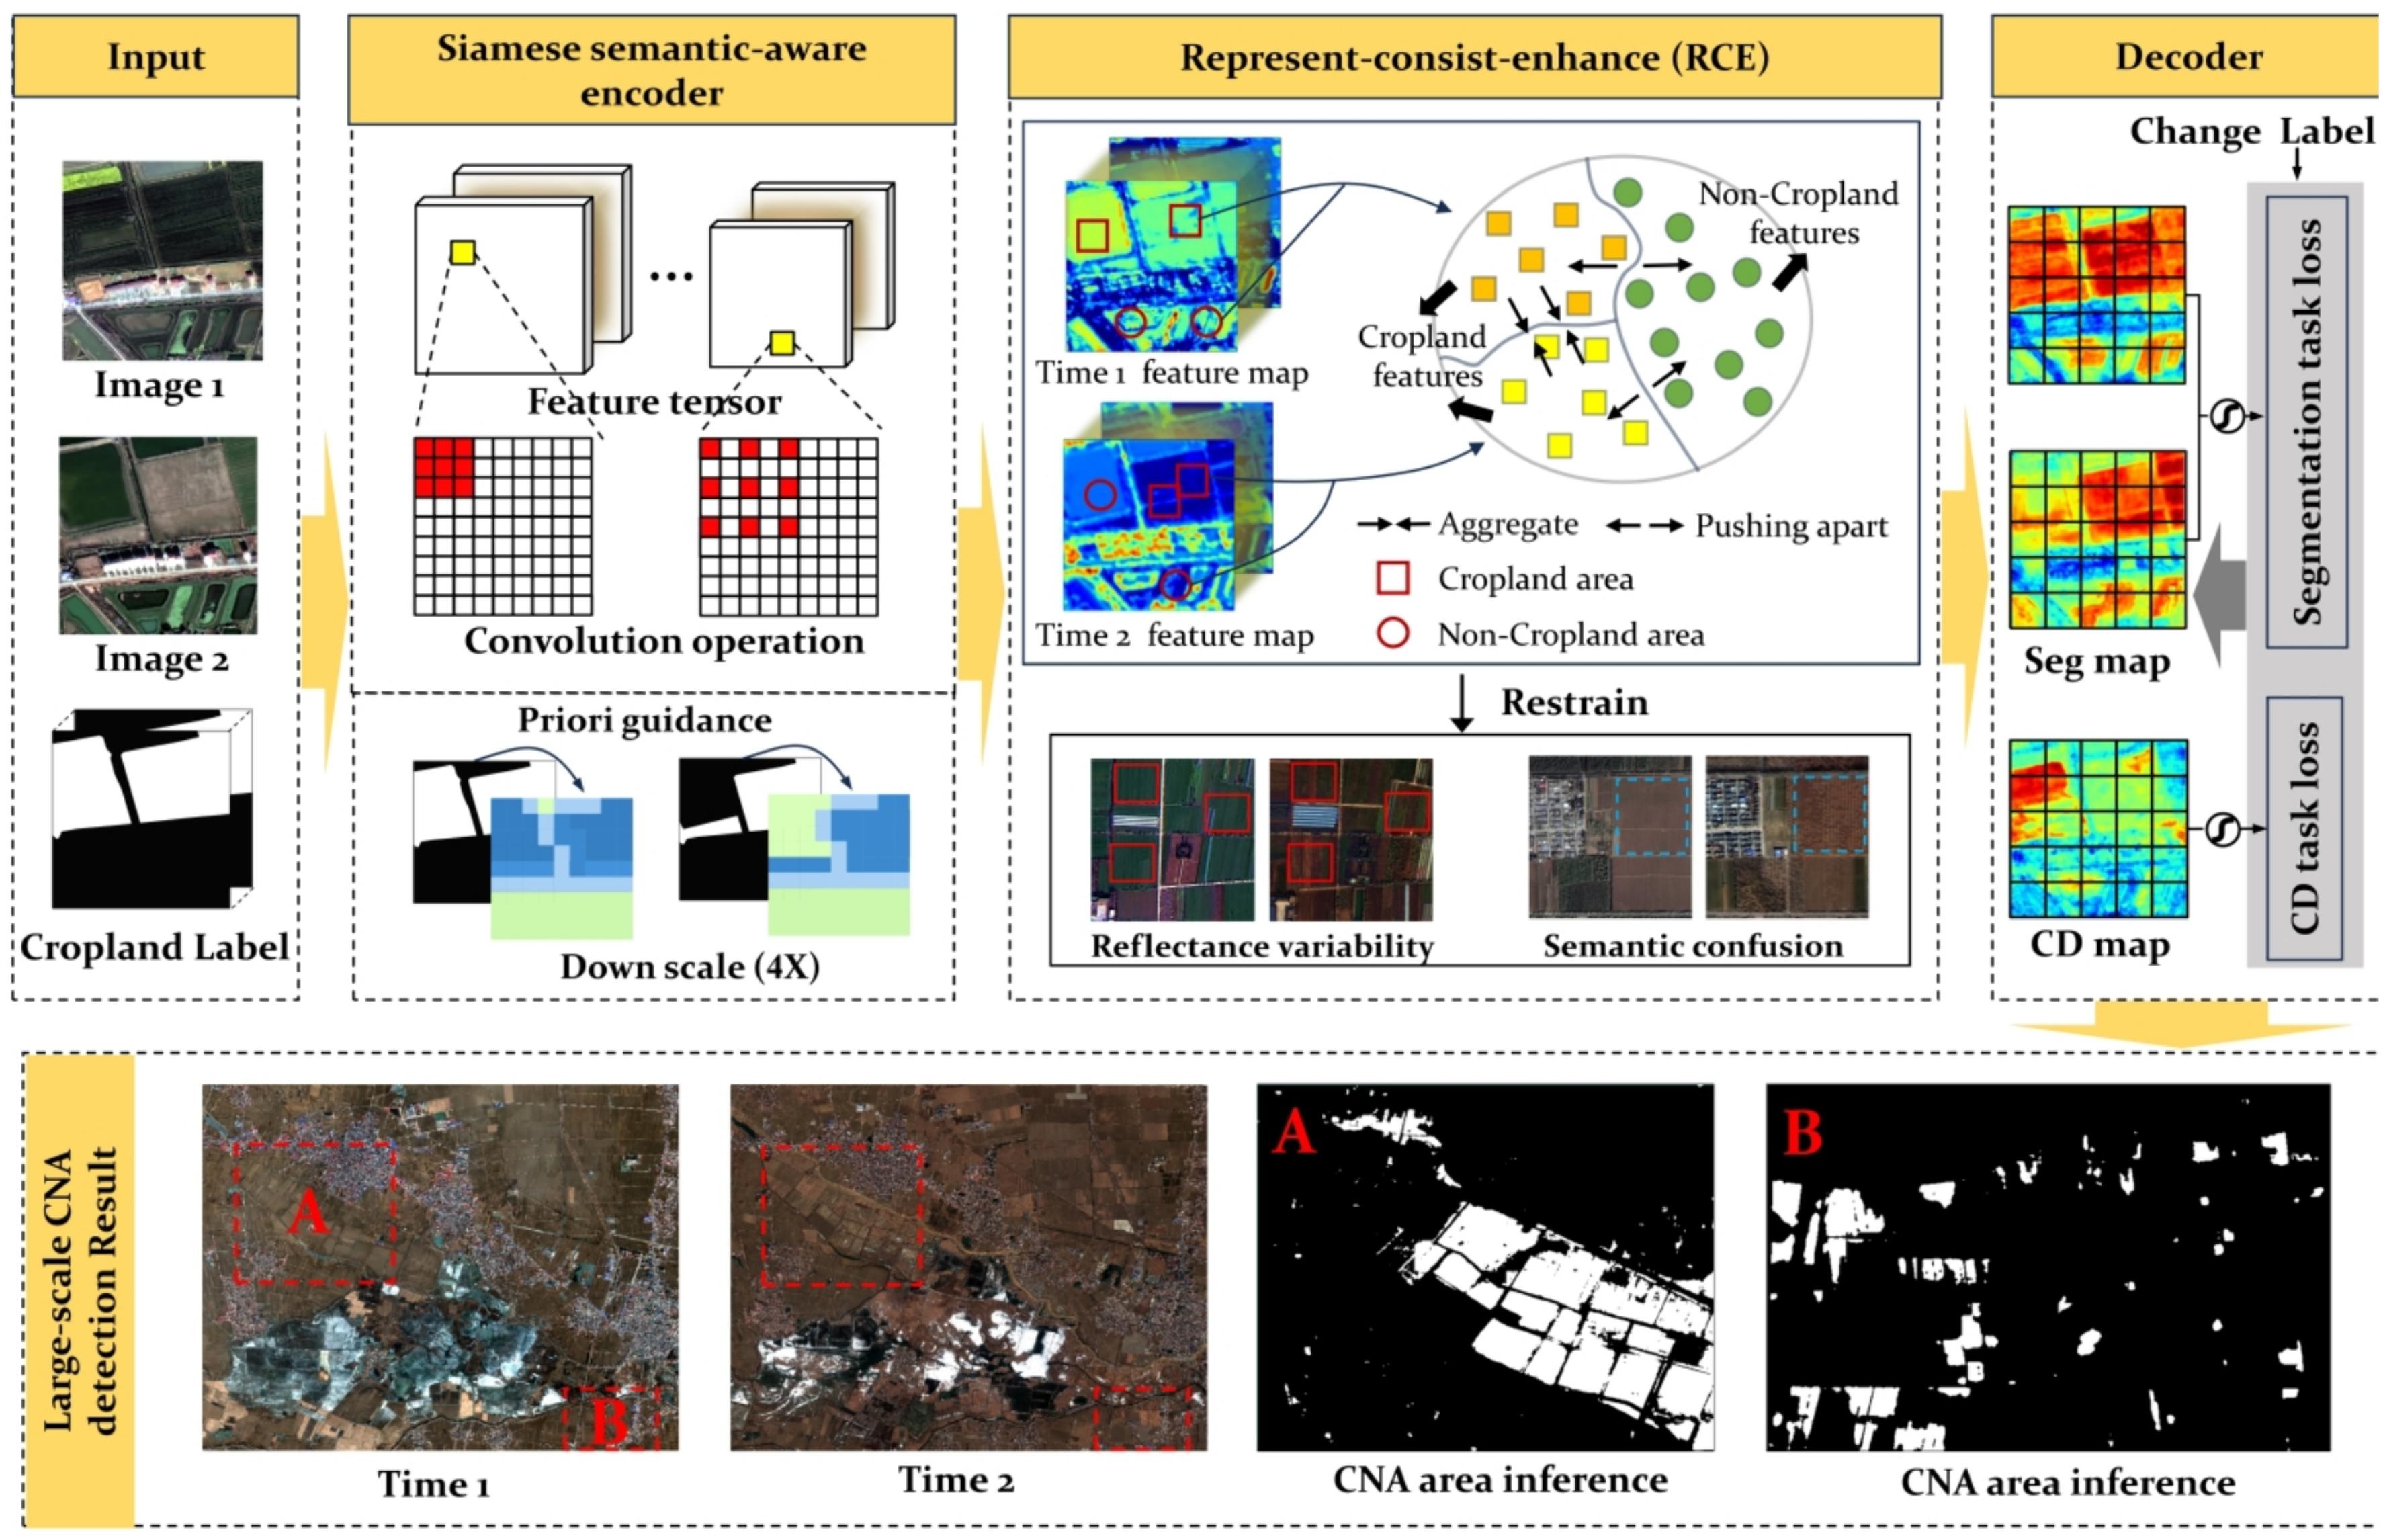 Input
Image 1
Image 2
Cropland Label
Siamese semantic-aware
encoder
Feature tensor
Convolution operation
Priori guidance
Down scale (4X)
Represent-consist-enhance (RCE)
Time 1 feature map
Time 2 feature map
Non-Cropland
features
Cropland
features
Aggregate
Pushing apart
Cropland area
Non-Cropland area
Restrain
Reflectance variability
Semantic confusion
Decoder
Change Label
Seg map
CD map
Segmentation task loss
CD task loss
Large-scale CNA
detection Result
A
B
Time 1
Time 2
A
CNA area inference
B
CNA area inference